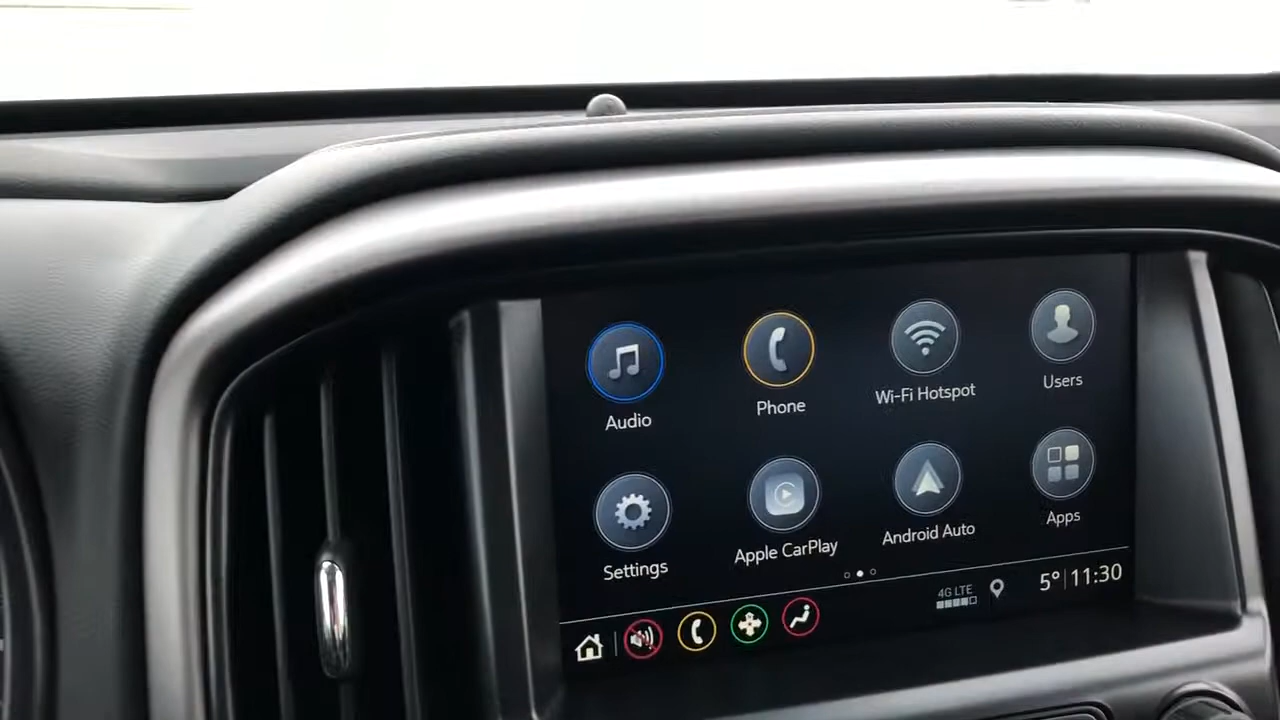 Audio
Phone
Wi-Fi Hotspot
Users
Settings
Apple CarPlay
Android Auto
Apps
4G LTE
5° 11:30